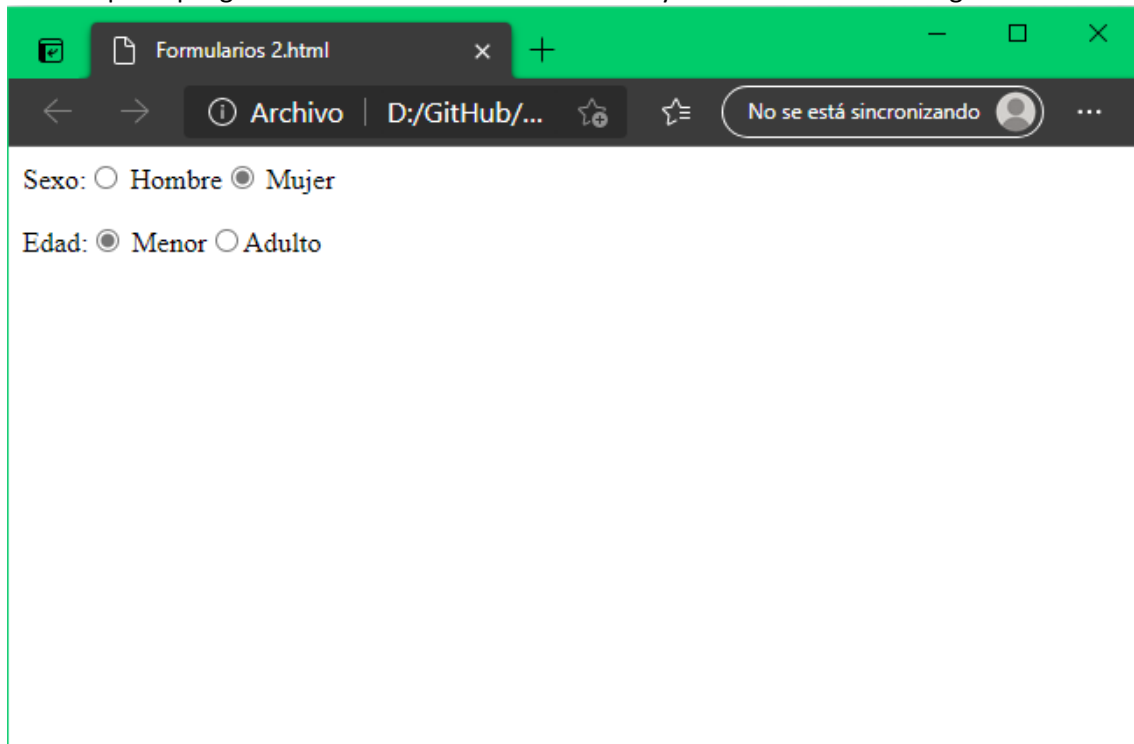 Formularios 2.html
Archivo | D:/GitHub/... No se está sincronizando ...
Sexo: Hombre Mujer
Edad: Menor Adulto